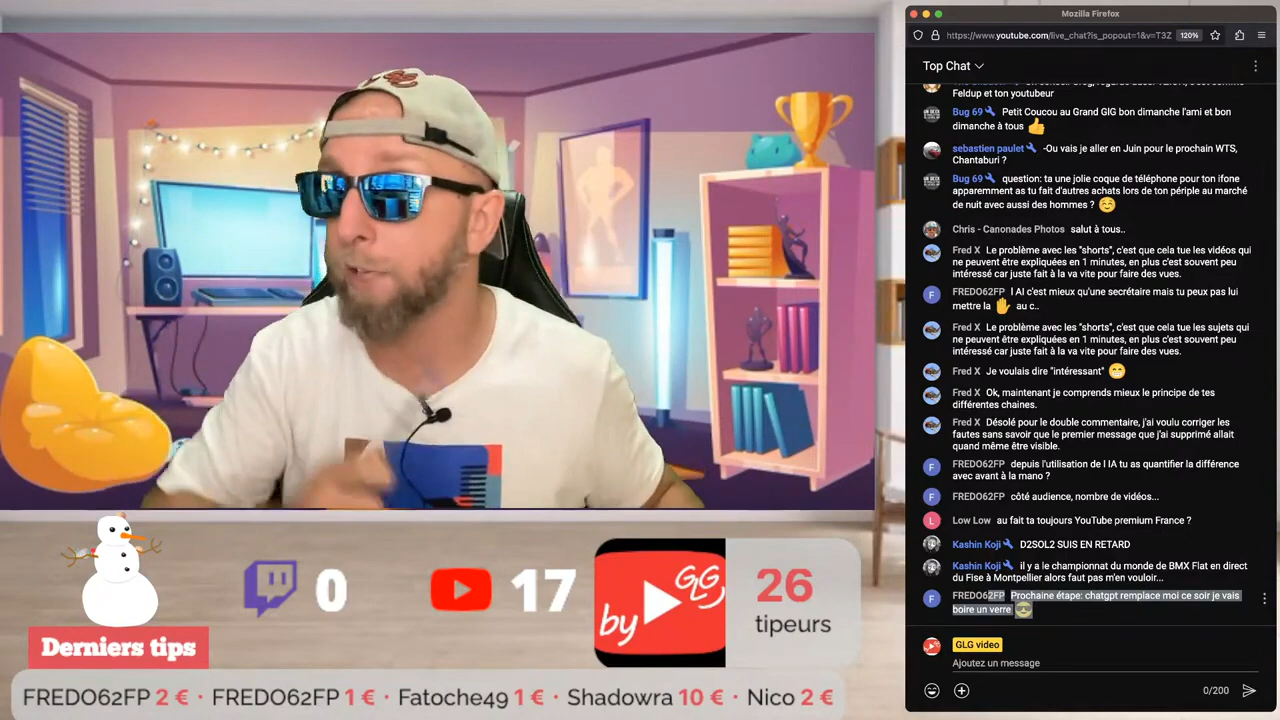 Mozilla Firefox
https://www.youtube.com/live_chat?is_popout=1&v=T3Z
120%
Top Chat
Feldup et ton youtubeur
Bug 69 Petit Coucou au Grand GIG bon dimanche l'ami et bon
dimanche à tous
sebastien paulet -Ou vais je aller en Juin pour le prochain WTS,
Chantaburi ?
Bug 69 question: ta une jolie coque de téléphone pour ton ifone
apparemment as tu fait d'autres achats lors de ton périple au marché
de nuit avec aussi des hommes ?
Chris - Canonades Photos salut à tous..
Fred X Le problème avec les "shorts", c'est que cela tue les vidéos qui
ne peuvent être expliquées en 1 minutes, en plus c'est souvent peu
intéressé car juste fait à la va vite pour faire des vues.
FREDO62FP l AI c'est mieux qu'une secrétaire mais tu peux pas lui
mettre la au c..
Fred X Le problème avec les "shorts", c'est que cela tue les sujets qui
ne peuvent être expliquées en 1 minutes, en plus c'est souvent peu
intéressé car juste fait à la va vite pour faire des vues.
Fred X Je voulais dire "intéressant"
Fred X Ok, maintenant je comprends mieux le principe de tes
différentes chaines.
Fred X Désolé pour le double commentaire, j'ai voulu corriger les
fautes sans savoir que le premier message que j'ai supprimé allait
quand même être visible.
FREDO62FP depuis l'utilisation de l IA tu as quantifier la différence
avec avant à la mano ?
FREDO62FP côté audience, nombre de vidéos...
Low Low au fait ta toujours YouTube premium France ?
Kashin Koji D2SOL2 SUIS EN RETARD
Kashin Koji il y a le championnat du monde de BMX Flat en direct
du Fise à Montpellier alors faut pas m'en vouloir...
FREDO62FP Prochaine étape: chatgpt remplace moi ce soir je vais
boire un verre
GLG video
Ajoutez un message
0/200
0
17
by GLG
26
tipeurs
Derniers tips
FREDO62FP 2 € · FREDO62FP 1 € · Fatoche49 1 € · Shadowra 10 € · Nico 2 €